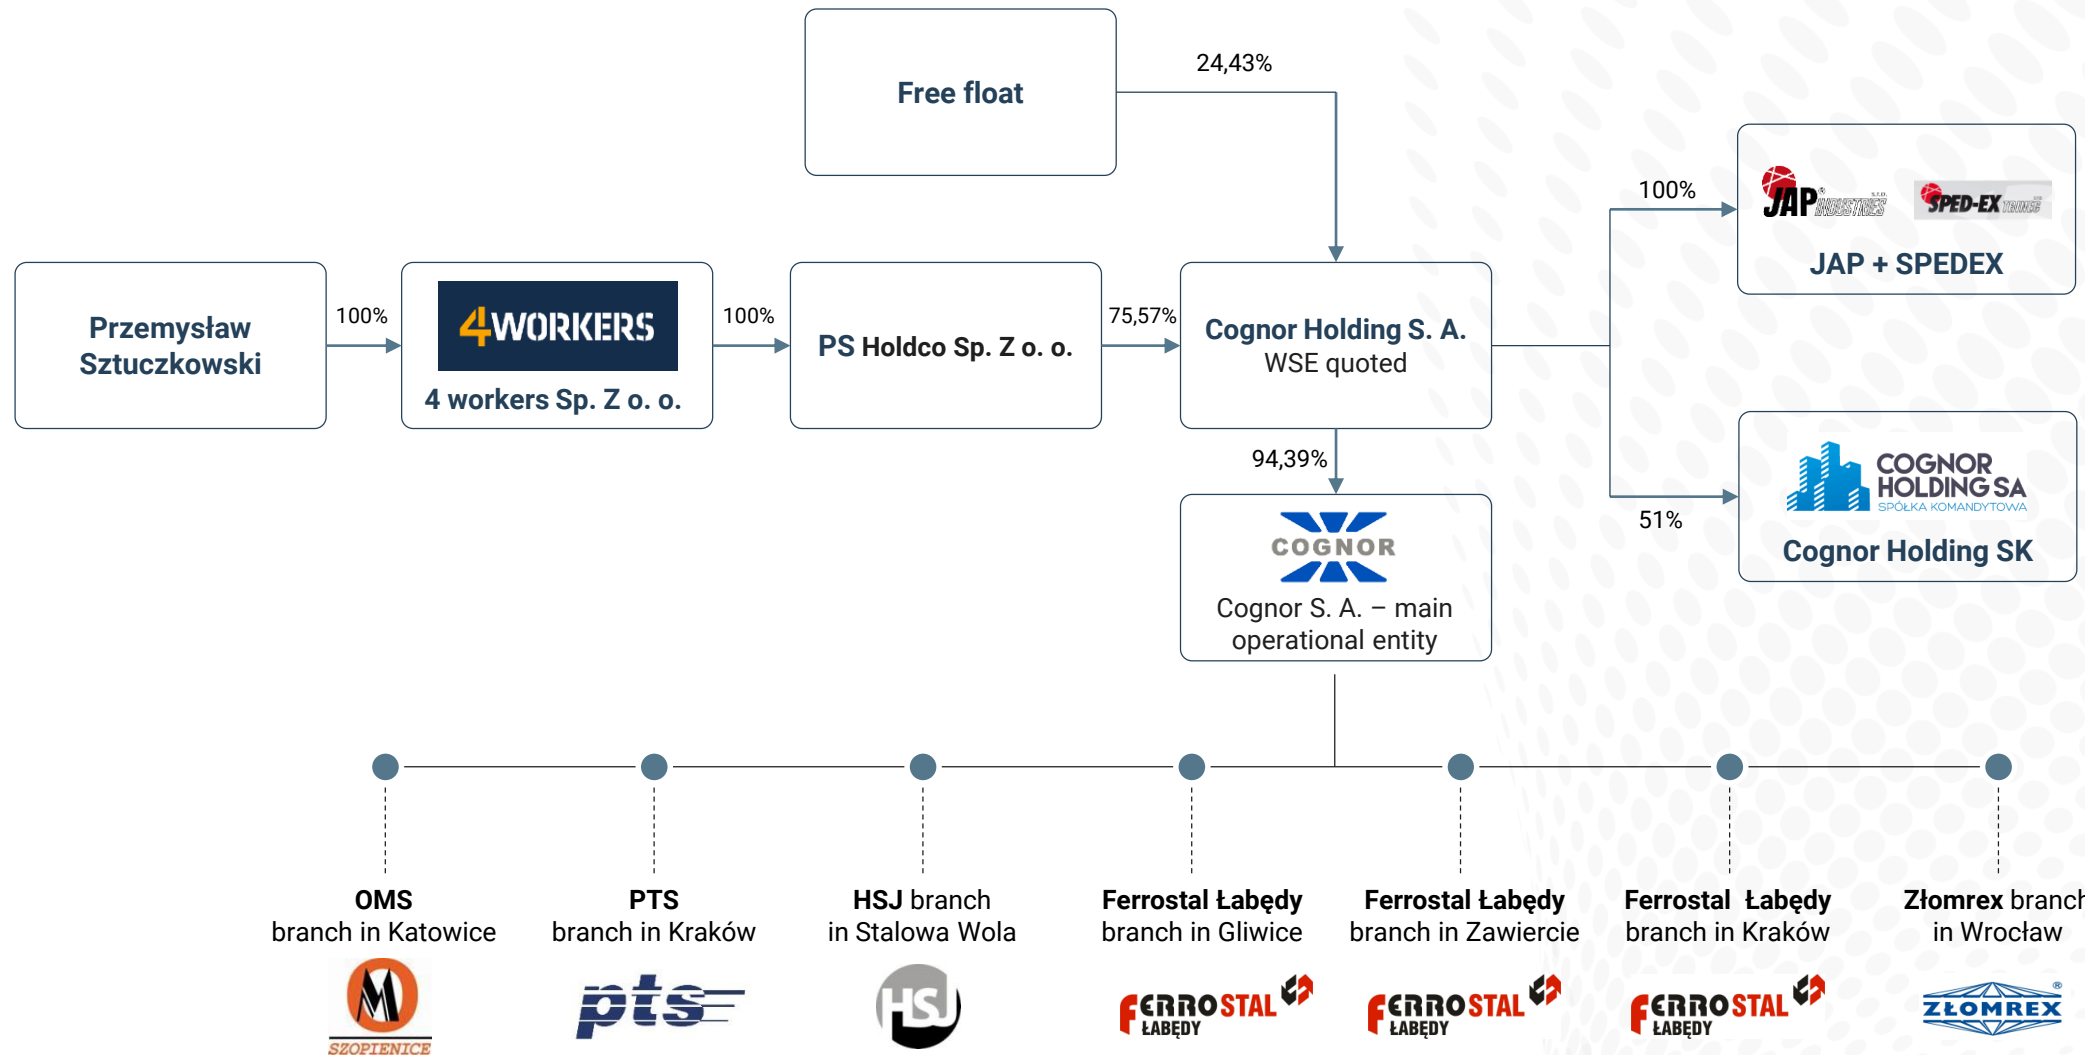 Free float
24,43%
100%
JAP®
s.r.o.
INDUSTRIES
SPED-EX
JAP + SPEDEX
Przemysław
Sztuczkowski
100%
4WORKERS
4 workers Sp. Z o. o.
100%
PS Holdco Sp. Z o. o.
75,57%
Cognor Holding S. A.
WSE quoted
94,39%
COGNOR
Cognor S. A. – main
operational entity
51%
COGNOR
HOLDING SA
SPÓŁKA KOMANDYTOWA
Cognor Holding SK
OMS
branch in Katowice
PTS
branch in Kraków
HSJ branch
in Stalowa Wola
Ferrostal Łabędy
branch in Gliwice
Ferrostal Łabędy
branch in Zawiercie
Ferrostal Łabędy
branch in Kraków
Złomrex branch
in Wrocław
M
SZOPIENICE
pts
HSJ
FERROSTAL
ŁABĘDY
FERROSTAL
ŁABĘDY
FERROSTAL
ŁABĘDY
ZŁOMREX®